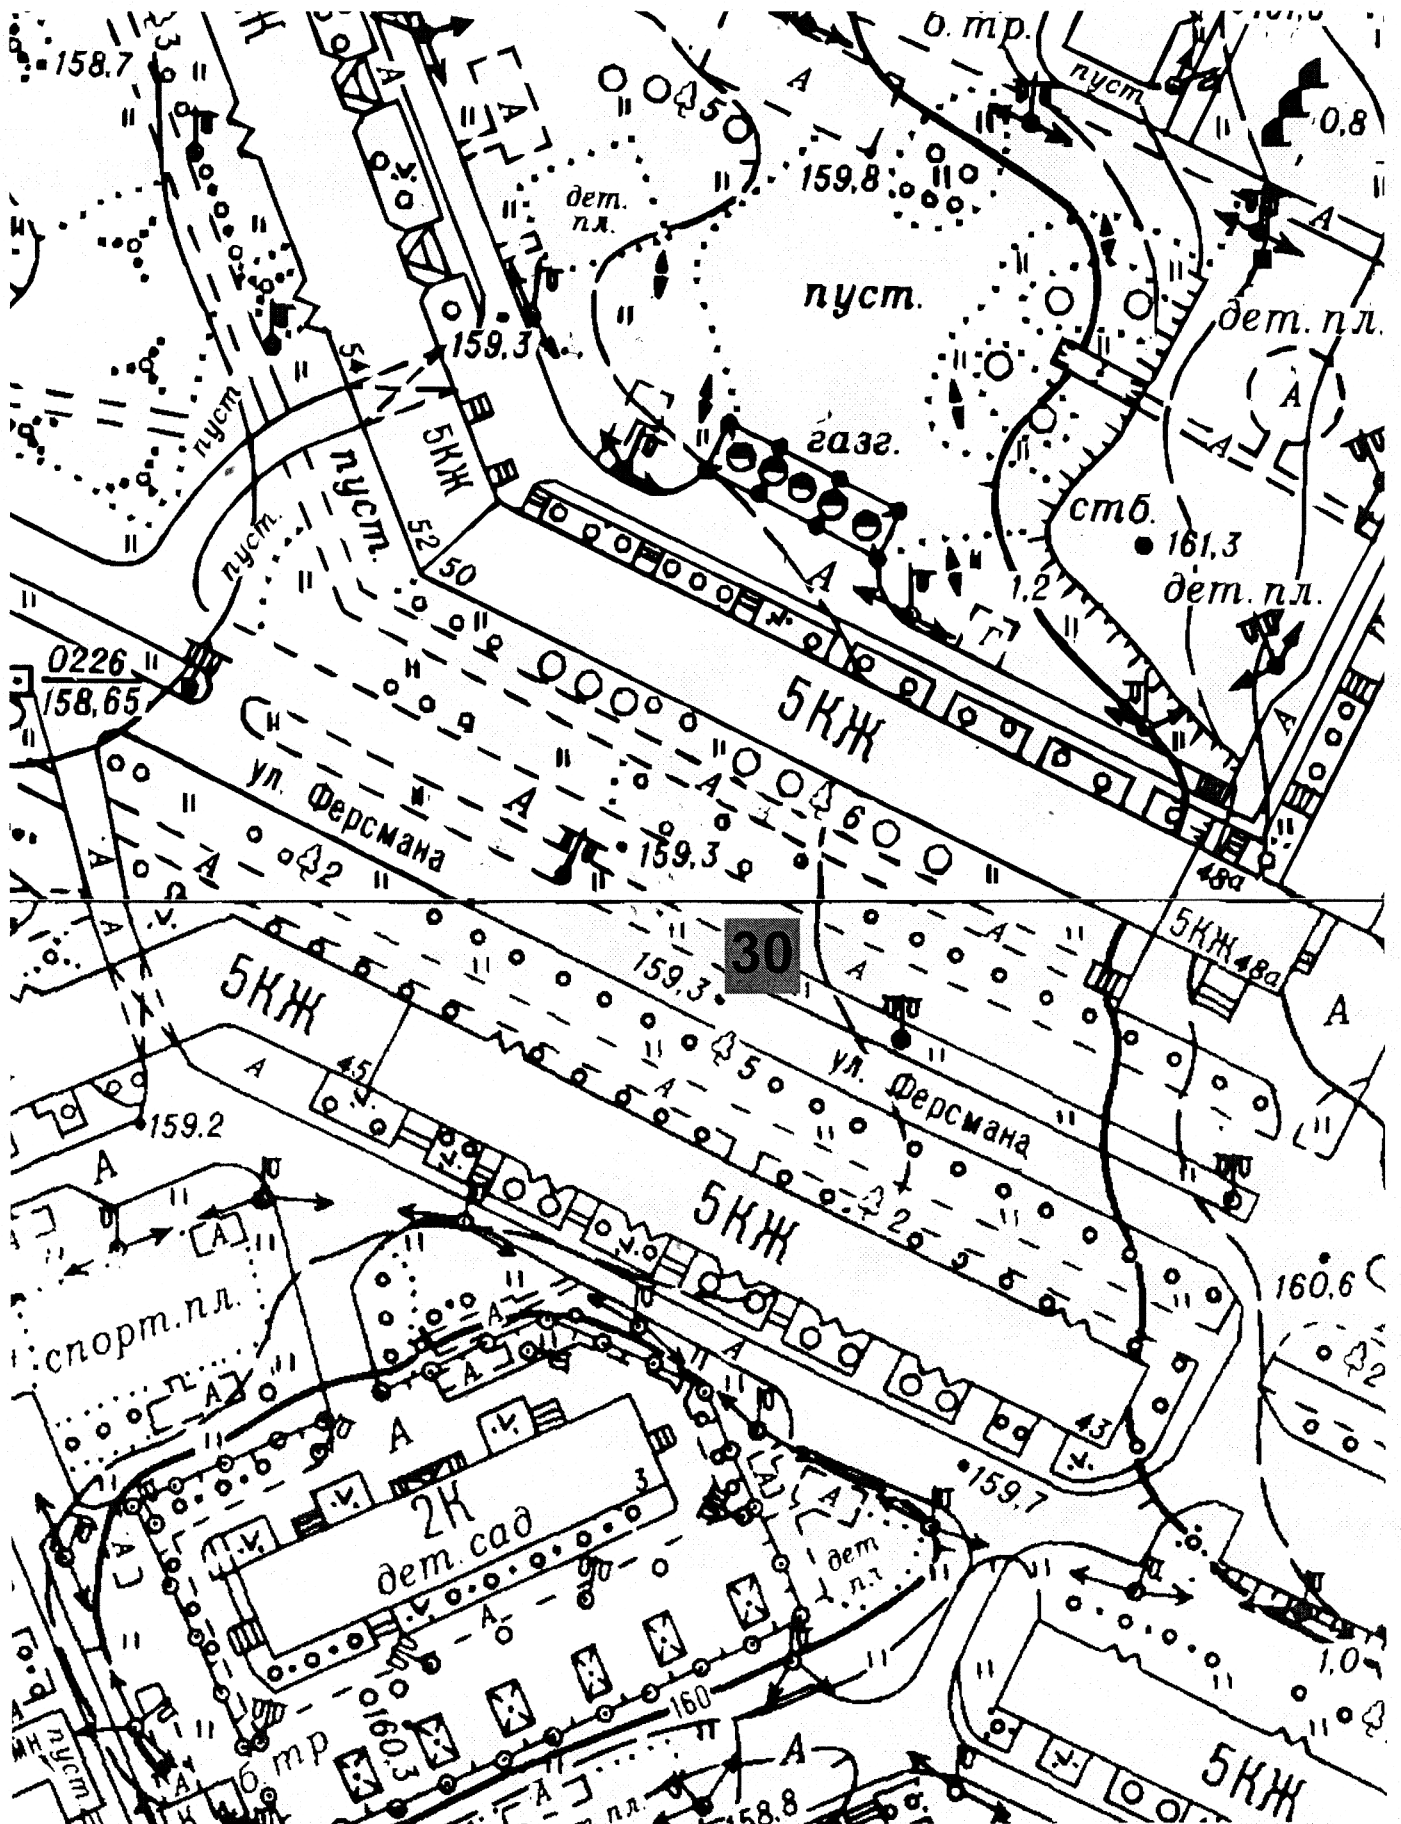 б. тр.
158,7
А
А
5
пуст.
0,8
А
159,8
дет.
пл.
А
пуст.
дет. пл.
159,3
54
А
пуст.
5КЖ
газг.
А
пуст.
стб.
161,3
52
пуст.
50
А
1,2
дет. пл.
0226
158,65
г
5КЖ
А
ул. Ферсмана
А
А
6
А
А
2
159,3
48а
А
30
А
5КЖ
48а
5КЖ
159,3
А
А
45
А
5
ул. Ферсмана
А
159.2
А
5КЖ
2
А
А
160,6
спорт. пл.
А
А
А
2
А
А
43
159,7
2К
3
А
А
дет. сад
дет
пл
А
А
1,0
160
160.3
пуст
б. тр
А
5КЖ
А
пл.
158,8